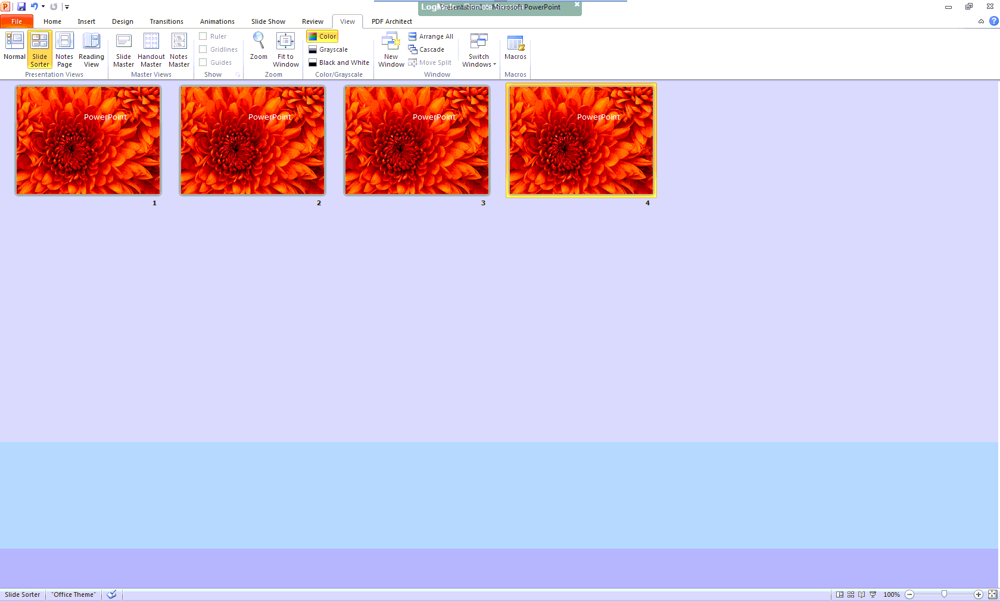 LogMeIn - Remote Session
Presentation1 - Microsoft PowerPoint
File Home Insert Design Transitions Animations Slide Show Review View PDF Architect
Normal
Slide Sorter
Notes Page
Reading View
Presentation Views
Slide Master
Handout Master
Notes Master
Master Views
Ruler
Gridlines
Guides
Show
Zoom
Fit to Window
Zoom
Color
Grayscale
Black and White
Color/Grayscale
New Window
Arrange All
Cascade
Move Split
Switch Windows
Window
Macros
Macros
PowerPoint PowerPoint PowerPoint PowerPoint
1 2 3 4
Slide Sorter "Office Theme" 100%